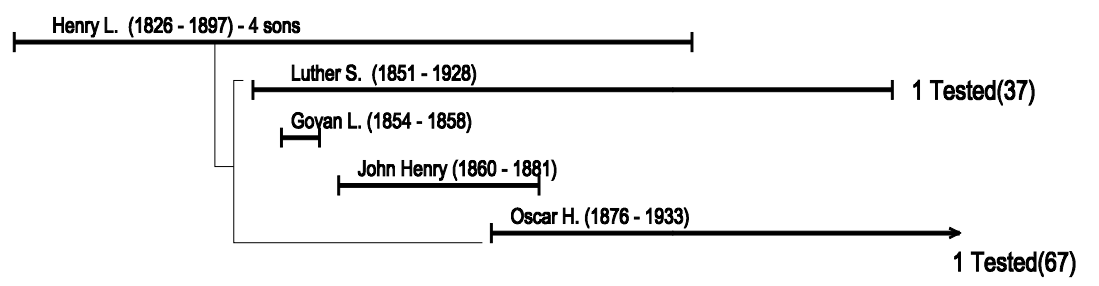 Henry L. (1826 - 1897) - 4 sons
Luther S. (1851 - 1928)
1 Tested(37)
Govan L. (1854 - 1858)
John Henry (1860 - 1881)
Oscar H. (1876 - 1933)
1 Tested(67)